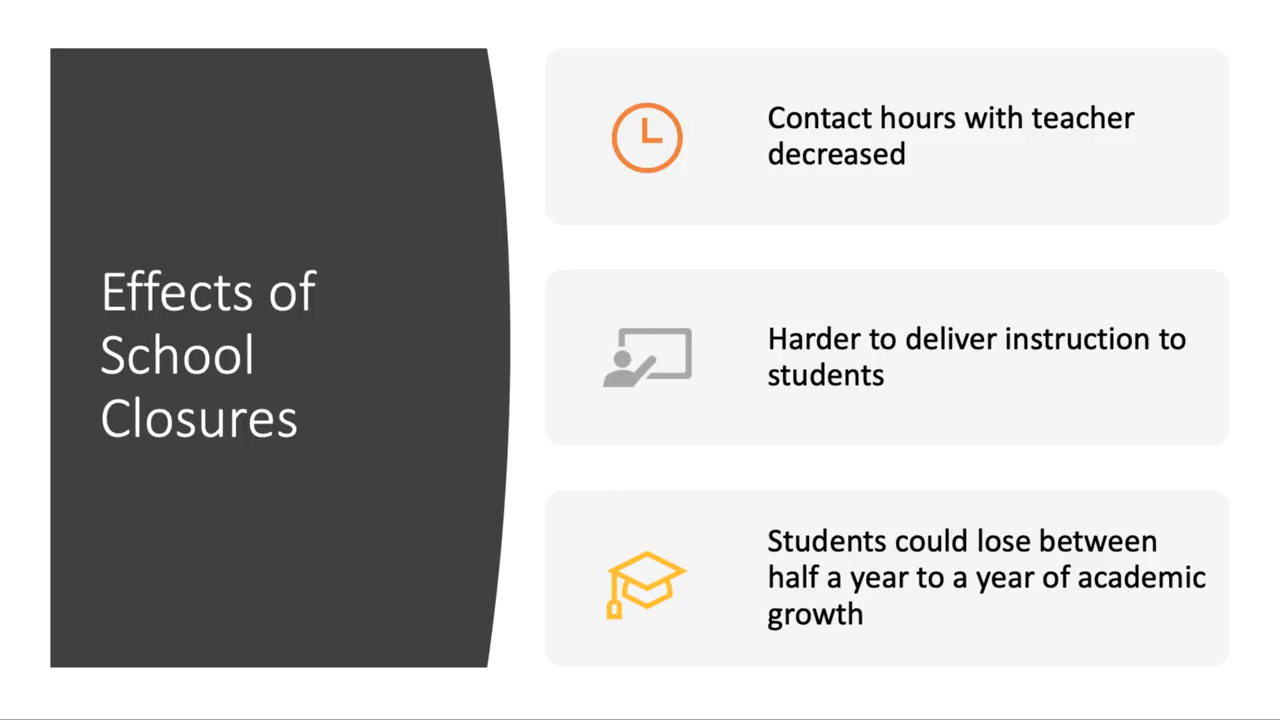 Effects of
School
Closures
Contact hours with teacher
decreased
Harder to deliver instruction to
students
Students could lose between
half a year to a year of academic
growth